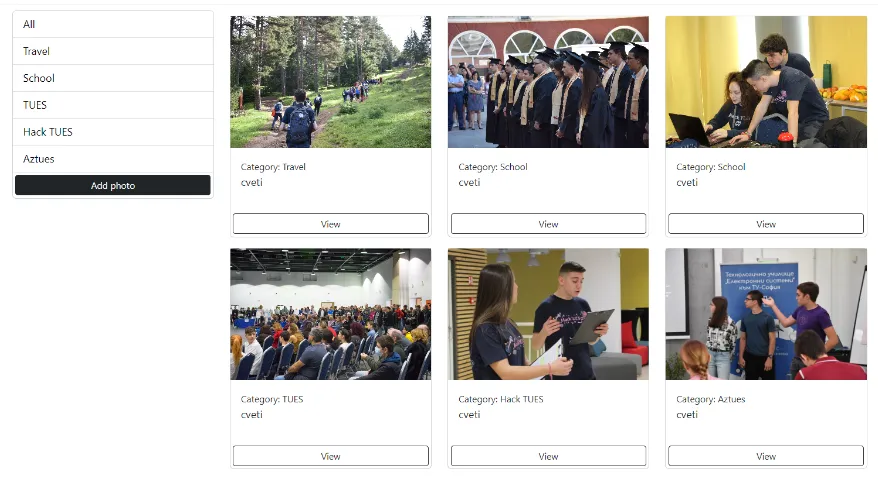 All
Travel
School
TUES
Hack TUES
Aztues
Add photo
Category: Travel
cveti
View
Category: School
cveti
View
Category: School
cveti
View
Технологично училище
"Електронни системи"
към ТУ-София
Category: TUES
cveti
View
Category: Hack TUES
cveti
View
Category: Aztues
cveti
View